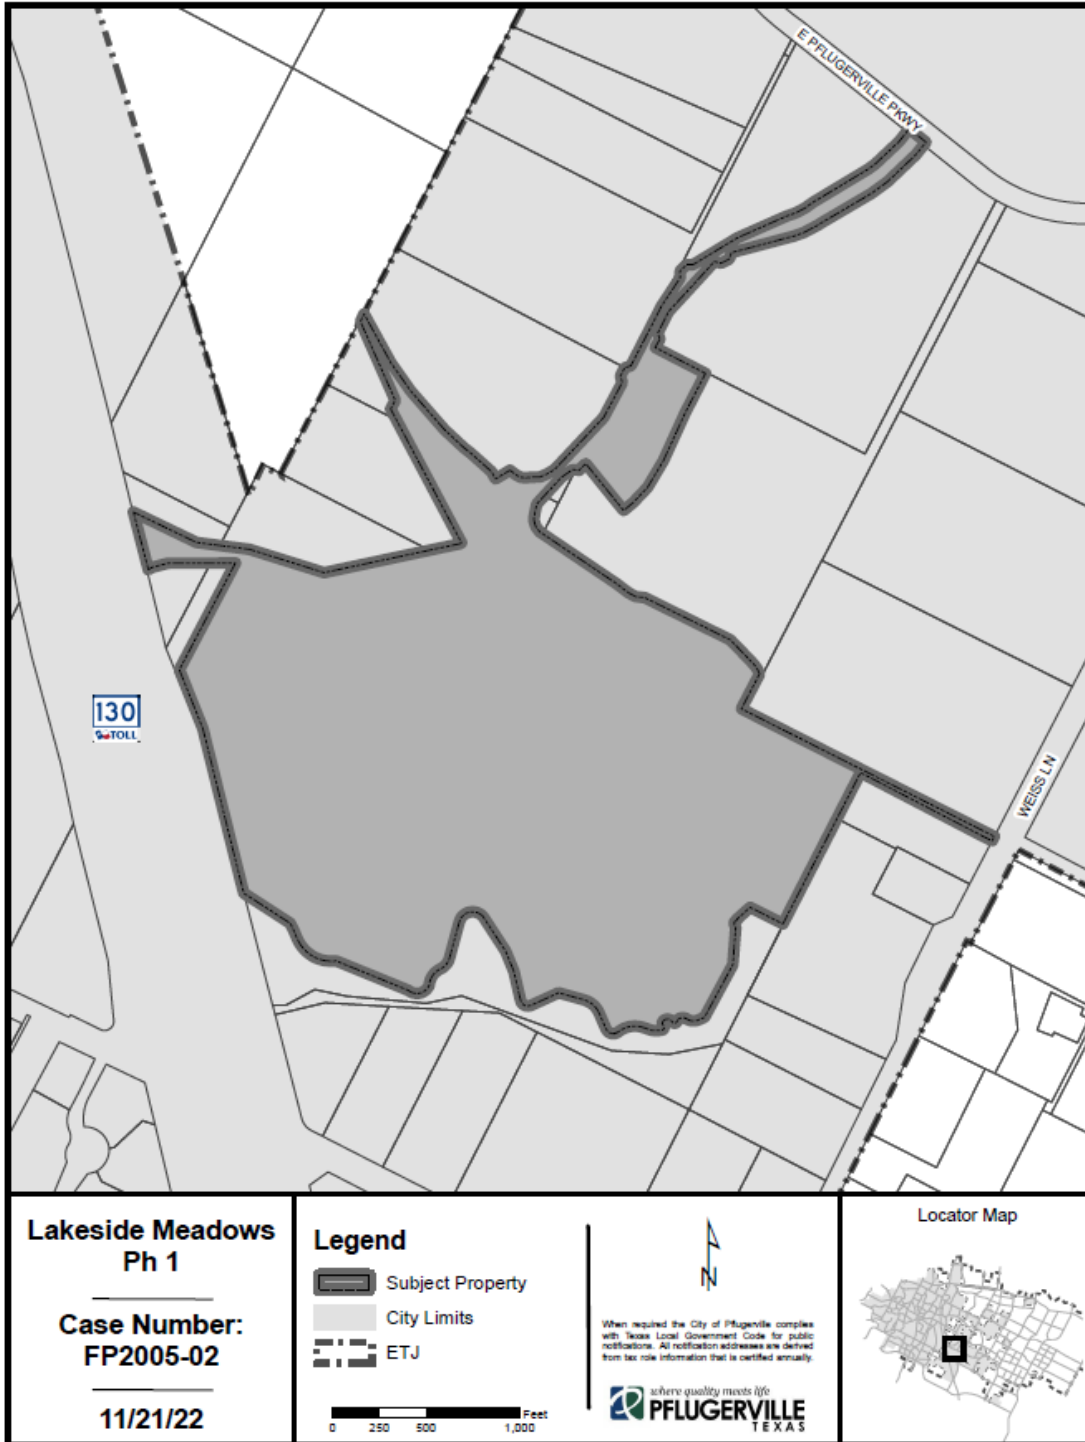 E PFLUGERVILLE PKWY
130
TOLL
WEISS LN
Lakeside Meadows
Ph 1
Case Number:
FP2005-02
11/21/22
Legend
Subject Property
City Limits
ETJ
Feet
0 250 500 1,000
N
When required the City of Pflugerville complies
with Texas Local Government Code for public
notifications. All notification addresses are derived
from tax role information that is certified annually.
where quality meets life
PFLUGERVILLE
TEXAS
Locator Map